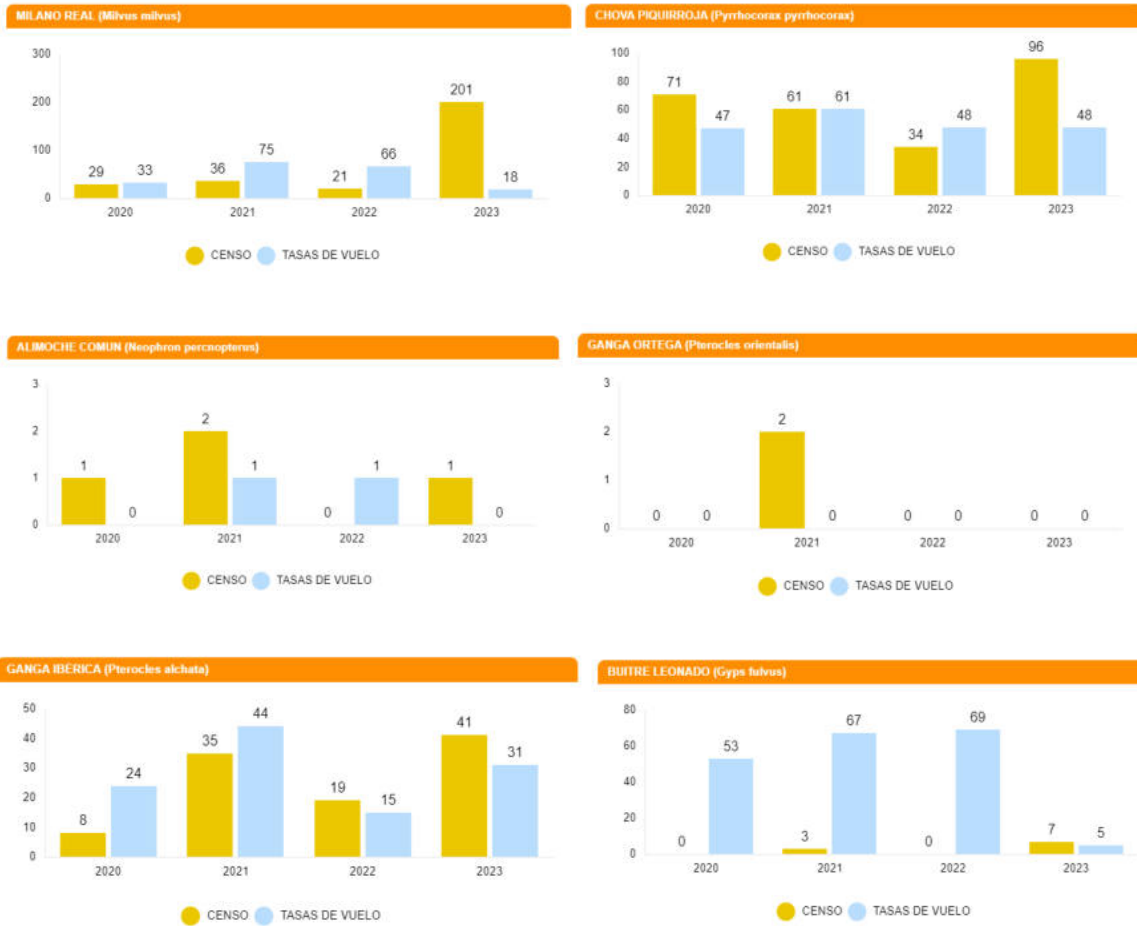 MILANO REAL (Milvus milvus)
300
200
100
0
29 33
36 75
21 66
201 18
2020 2021 2022 2023
CENSO TASAS DE VUELO
CHOVA PIQUIRROJA (Pyrrhocorax pyrrhocorax)
100
80
60
40
20
0
71 47
61 61
34 48
96 48
2020 2021 2022 2023
CENSO TASAS DE VUELO
ALIMOCHE COMUN (Neophron percnopterus)
3
2
1
0
1 0
2 1
0 1
1 0
2020 2021 2022 2023
CENSO TASAS DE VUELO
GANGA ORTEGA (Pterocles orientalis)
3
2
1
0
0 0
2 0
0 0
0 0
2020 2021 2022 2023
CENSO TASAS DE VUELO
GANGA IBÉRICA (Pterocles alchata)
50
40
30
20
10
0
8 24
35 44
19 15
41 31
2020 2021 2022 2023
CENSO TASAS DE VUELO
BUITRE LEONADO (Gyps fulvus)
80
60
40
20
0
0 53
3 67
0 69
7 5
2020 2021 2022 2023
CENSO TASAS DE VUELO